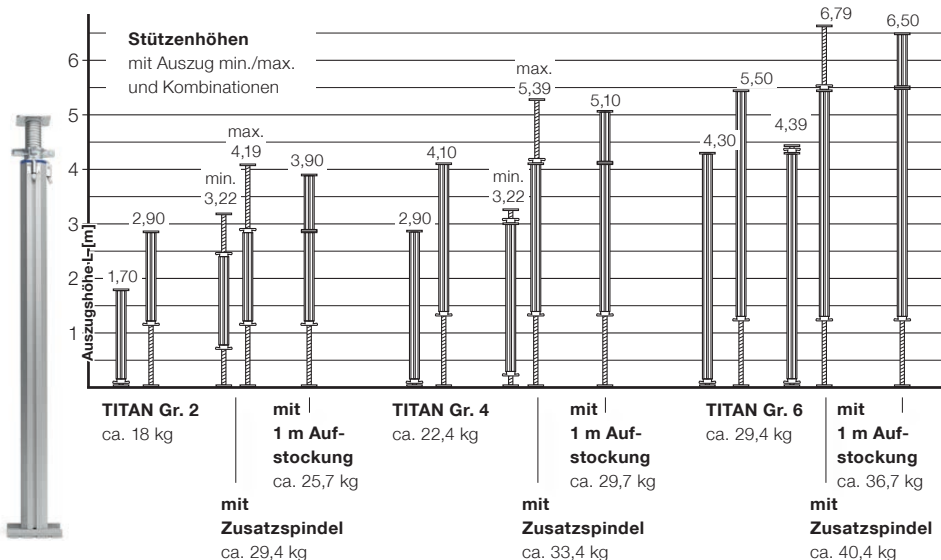 Stützenhöhen
mit Auszug min./max.
und Kombinationen
Auszugshöhe L [m]
6
5
4
3
2
1
1,70
2,90
min.
3,22
max.
4,19
3,90
2,90
4,10
min.
3,22
max.
5,39
5,10
4,30
5,50
4,39
6,79
6,50
TITAN Gr. 2
ca. 18 kg
mit
Zusatzspindel
ca. 29,4 kg
mit
1 m Auf-
stockung
ca. 25,7 kg
TITAN Gr. 4
ca. 22,4 kg
mit
Zusatzspindel
ca. 33,4 kg
mit
1 m Auf-
stockung
ca. 29,7 kg
TITAN Gr. 6
ca. 29,4 kg
mit
Zusatzspindel
ca. 40,4 kg
mit
1 m Auf-
stockung
ca. 36,7 kg